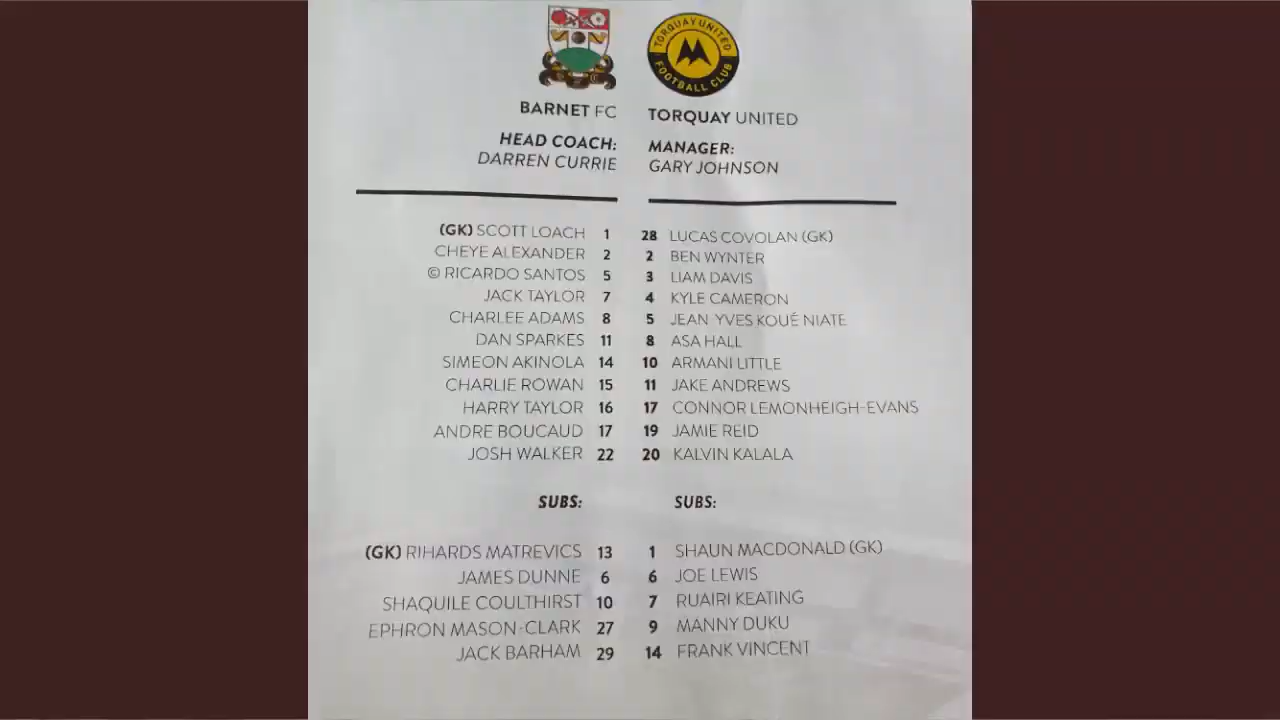 TORQUAY UNITED
FOOTBALL CLUB
BARNET FC
HEAD COACH:
DARREN CURRIE
(GK) SCOTT LOACH 1
CHEYE ALEXANDER 2
© RICARDO SANTOS 5
JACK TAYLOR 7
CHARLEE ADAMS 8
DAN SPARKES 11
SIMEON AKINOLA 14
CHARLIE ROWAN 15
HARRY TAYLOR 16
ANDRE BOUCAUD 17
JOSH WALKER 22
SUBS:
(GK) RIHARDS MATREVICS 13
JAMES DUNNE 6
SHAQUILE COULTHIRST 10
EPHRON MASON-CLARK 27
JACK BARHAM 29
TORQUAY UNITED
MANAGER:
GARY JOHNSON
28 LUCAS COVOLAN (GK)
2 BEN WYNTER
3 LIAM DAVIS
4 KYLE CAMERON
5 JEAN-YVES KOUÉ NIATE
8 ASA HALL
10 ARMANI LITTLE
11 JAKE ANDREWS
17 CONNOR LEMONHEIGH-EVANS
19 JAMIE REID
20 KALVIN KALALA
SUBS:
1 SHAUN MACDONALD (GK)
6 JOE LEWIS
7 RUAIRI KEATING
9 MANNY DUKU
14 FRANK VINCENT